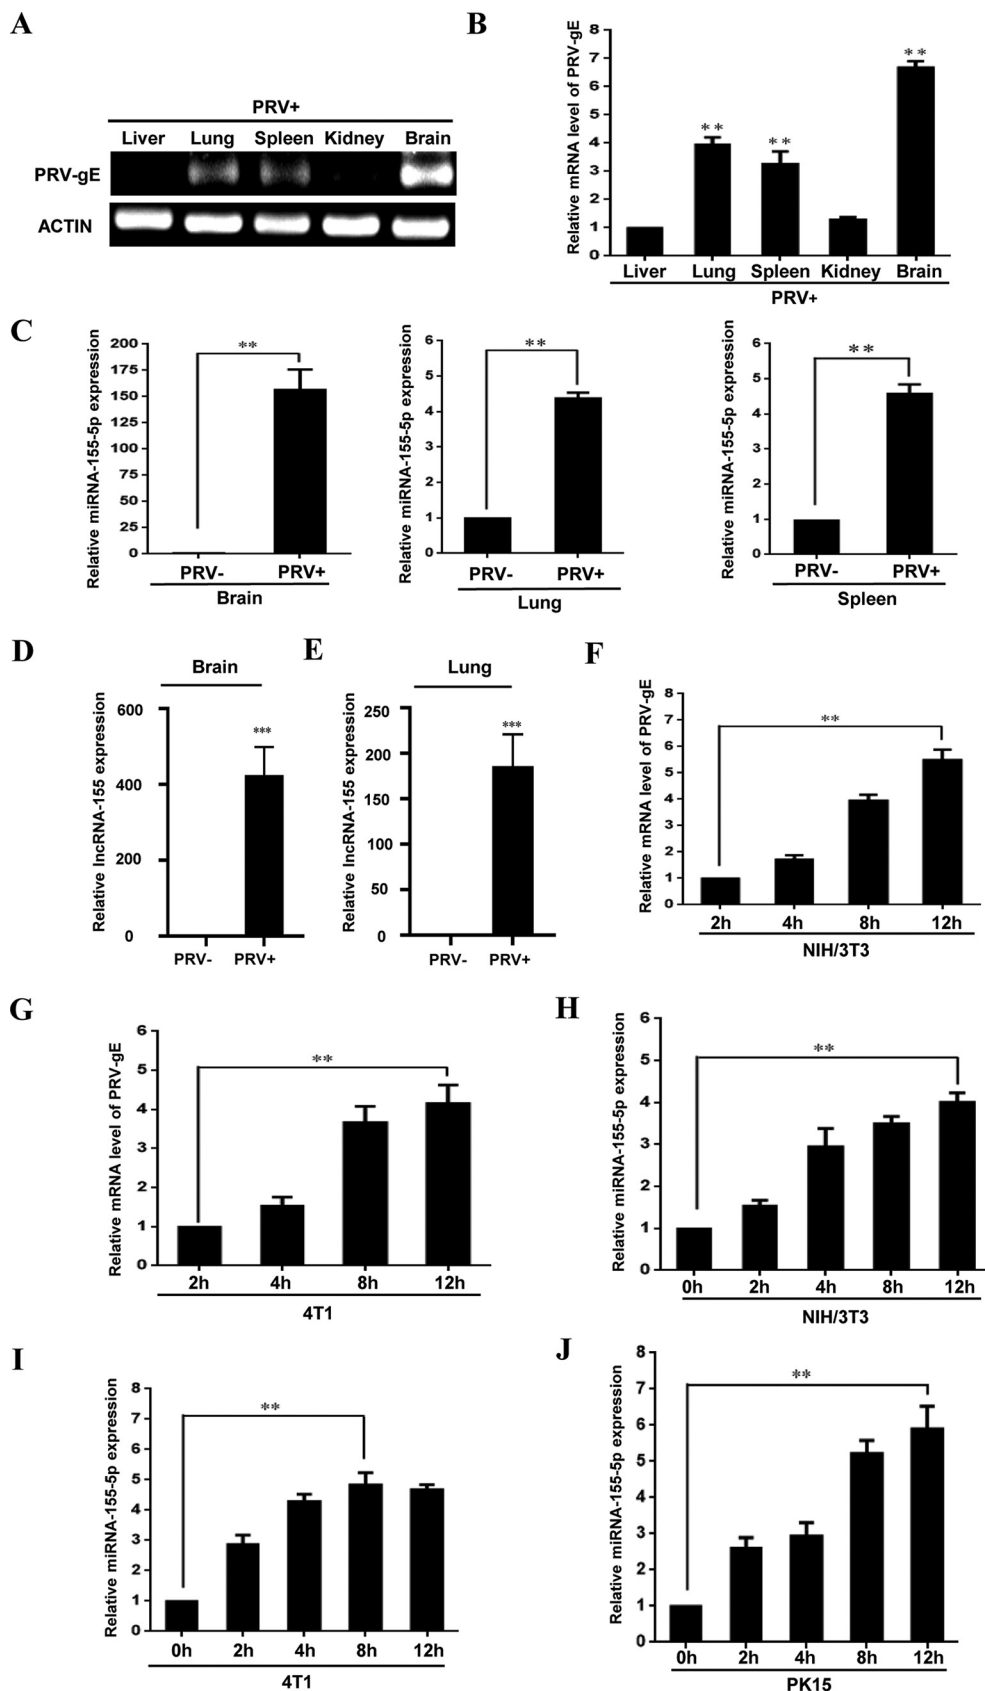 A
PRV+
Liver Lung Spleen Kidney Brain
PRV-gE
ACTIN
B
Relative mRNA level of PRV-gE
8
7
6
5
4
3
2
1
0
** ** **
Liver Lung Spleen Kidney Brain
PRV+
C
Relative miRNA-155-5p expression
200
175
150
125
100
75
50
25
0
**
PRV- PRV+
Brain
Relative miRNA-155-5p expression
6
5
4
3
2
1
0
**
PRV- PRV+
Lung
Relative miRNA-155-5p expression
6
5
4
3
2
1
0
**
PRV- PRV+
Spleen
D
Brain
Relative lncRNA-155 expression
600
400
200
0
***
PRV- PRV+
E
Lung
Relative lncRNA-155 expression
250
200
150
100
50
0
***
PRV- PRV+
F
Relative mRNA level of PRV-gE
8
7
6
5
4
3
2
1
0
**
2h 4h 8h 12h
NIH/3T3
G
Relative mRNA level of PRV-gE
6
5
4
3
2
1
0
**
2h 4h 8h 12h
4T1
H
Relative miRNA-155-5p expression
6
5
4
3
2
1
0
**
0h 2h 4h 8h 12h
NIH/3T3
I
Relative miRNA-155-5p expression
8
7
6
5
4
3
2
1
0
**
0h 2h 4h 8h 12h
4T1
J
Relative miRNA-155-5p expression
8
7
6
5
4
3
2
1
0
**
0h 2h 4h 8h 12h
PK15